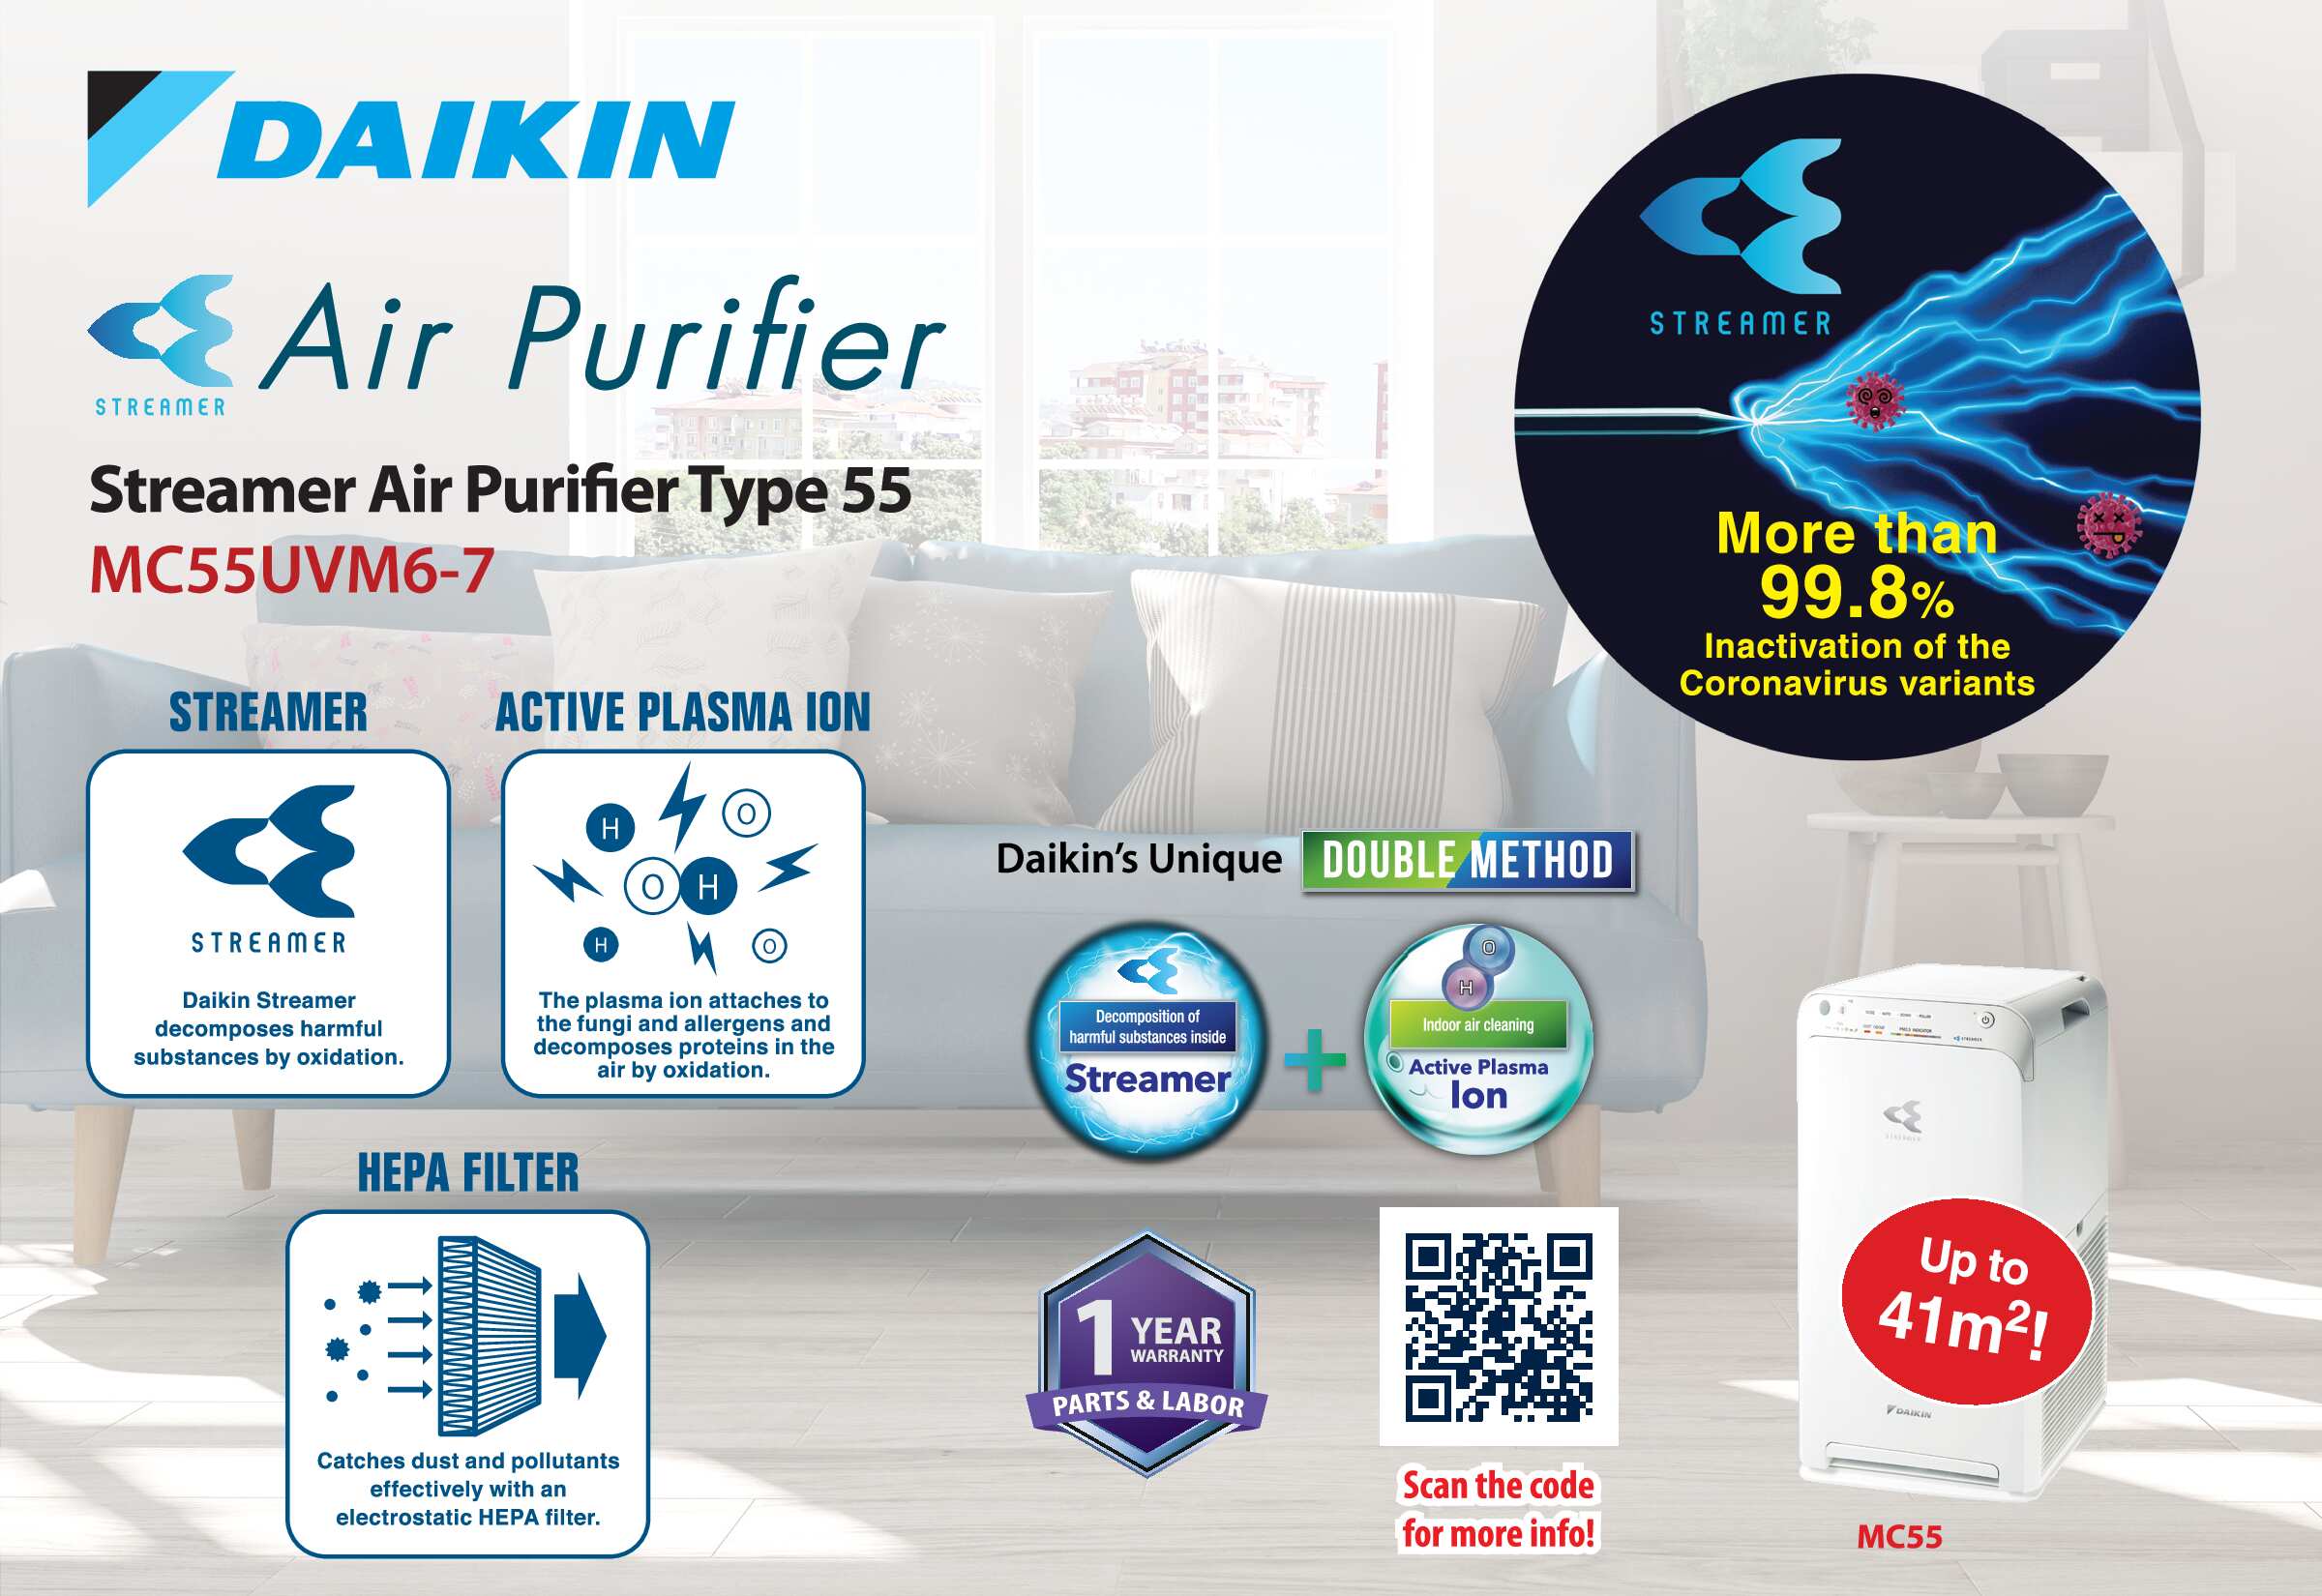 DAIKIN
STREAMER
Air Purifier
Streamer Air Purifier Type 55
MC55UVM6-7
STREAMER
More than
99.8%
Inactivation of the
Coronavirus variants
STREAMER
STREAMER
Daikin Streamer
decomposes harmful
substances by oxidation.
ACTIVE PLASMA ION
H
O
O H
H
O
The plasma ion attaches to
the fungi and allergens and
decomposes proteins in the
air by oxidation.
HEPA FILTER
Catches dust and pollutants
effectively with an
electrostatic HEPA filter.
Daikin's Unique DOUBLE METHOD
Decomposition of
harmful substances inside
Streamer
+
O
H
Indoor air cleaning
Active Plasma
Ion
1 YEAR
WARRANTY
PARTS & LABOR
Scan the code
for more info!
STREAMER
Up to
41m²!
DAIKIN
MC55